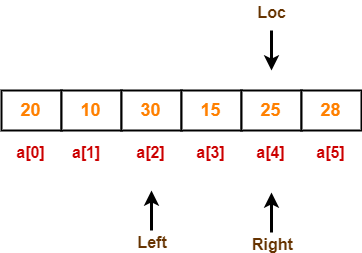 Loc
20 10 30 15 25 28
a[0] a[1] a[2] a[3] a[4] a[5]
Left Right